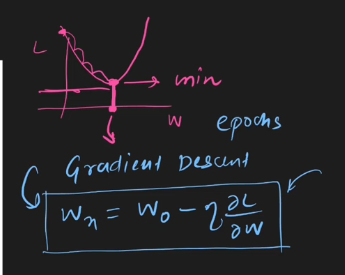 L
min
W
epochs
Gradient Descent
Wn = Wo - η ∂L/∂W